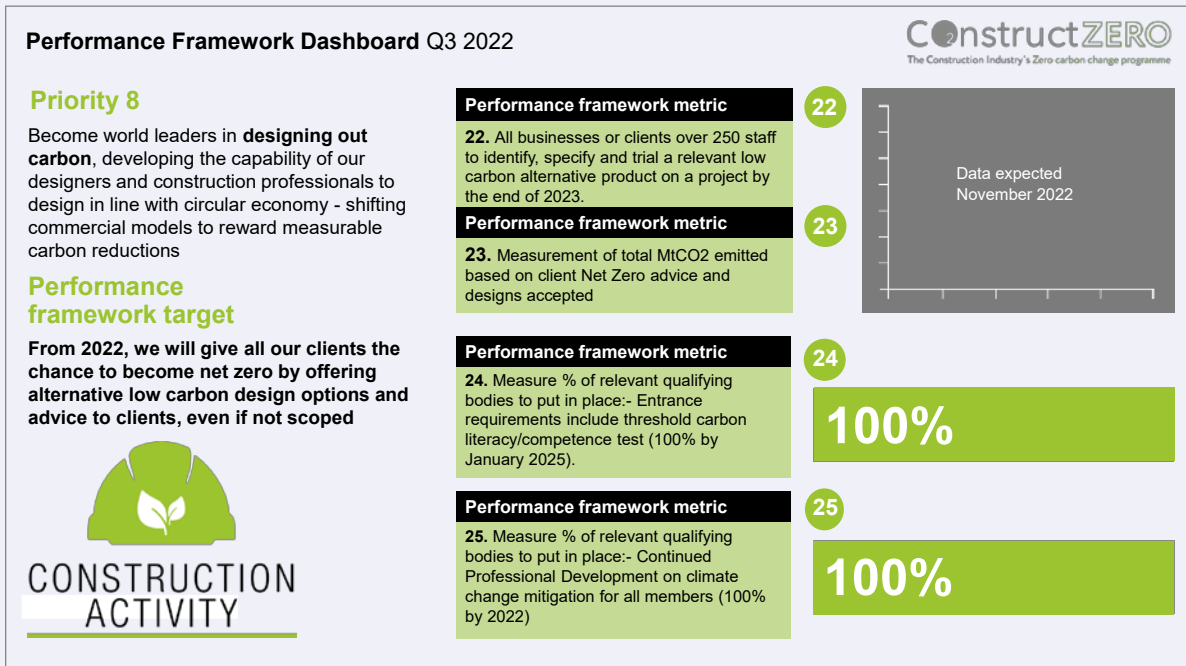 Performance Framework Dashboard Q3 2022
C2nstructZERO
The Construction Industry's Zero carbon change programme
Priority 8
Become world leaders in designing out
carbon, developing the capability of our
designers and construction professionals to
design in line with circular economy - shifting
commercial models to reward measurable
carbon reductions
Performance
framework target
From 2022, we will give all our clients the
chance to become net zero by offering
alternative low carbon design options and
advice to clients, even if not scoped
CONSTRUCTION
ACTIVITY
Performance framework metric
22. All businesses or clients over 250 staff
to identify, specify and trial a relevant low
carbon alternative product on a project by
the end of 2023.
22
Performance framework metric
23. Measurement of total MtCO2 emitted
based on client Net Zero advice and
designs accepted
23
Data expected
November 2022
Performance framework metric
24. Measure % of relevant qualifying
bodies to put in place:- Entrance
requirements include threshold carbon
literacy/competence test (100% by
January 2025).
24
100%
Performance framework metric
25. Measure % of relevant qualifying
bodies to put in place:- Continued
Professional Development on climate
change mitigation for all members (100%
by 2022)
25
100%